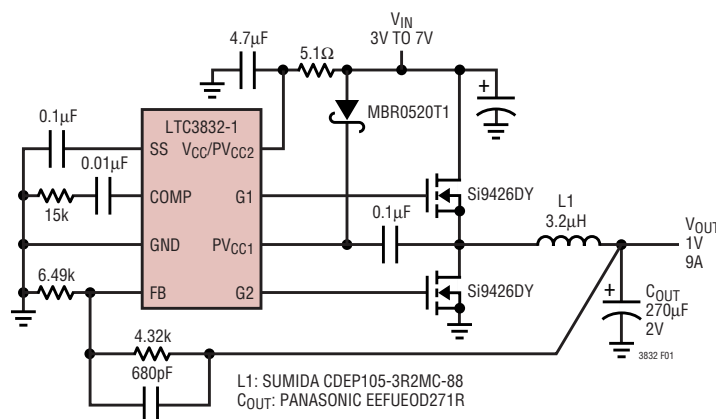 V_IN
3V TO 7V
4.7µF
5.1Ω
MBR0520T1
+
0.1µF
LTC3832-1
SS
V_CC/PV_CC2
0.01µF
COMP
G1
Si9426DY
15k
0.1µF
L1
3.2µH
V_OUT
1V
9A
GND
PV_CC1
6.49k
FB
G2
Si9426DY
+
C_OUT
270µF
2V
3832 F01
4.32k
680pF
L1: SUMIDA CDEP105-3R2MC-88
C_OUT: PANASONIC EEFUEOD271R